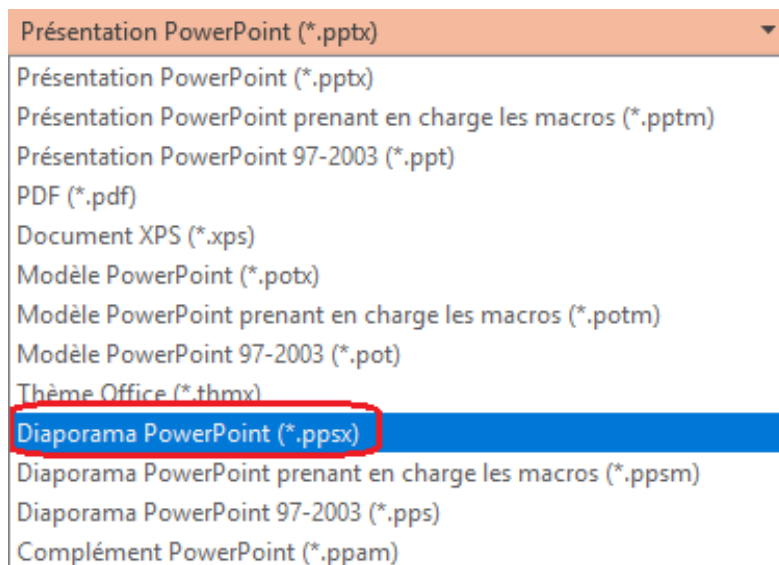 Présentation PowerPoint (*.pptx)
Présentation PowerPoint (*.pptx)
Présentation PowerPoint prenant en charge les macros (*.pptm)
Présentation PowerPoint 97-2003 (*.ppt)
PDF (*.pdf)
Document XPS (*.xps)
Modèle PowerPoint (*.potx)
Modèle PowerPoint prenant en charge les macros (*.potm)
Modèle PowerPoint 97-2003 (*.pot)
Thème Office (*.thmx)
Diaporama PowerPoint (*.ppsx)
Diaporama PowerPoint prenant en charge les macros (*.ppsm)
Diaporama PowerPoint 97-2003 (*.pps)
Complément PowerPoint (*.ppam)